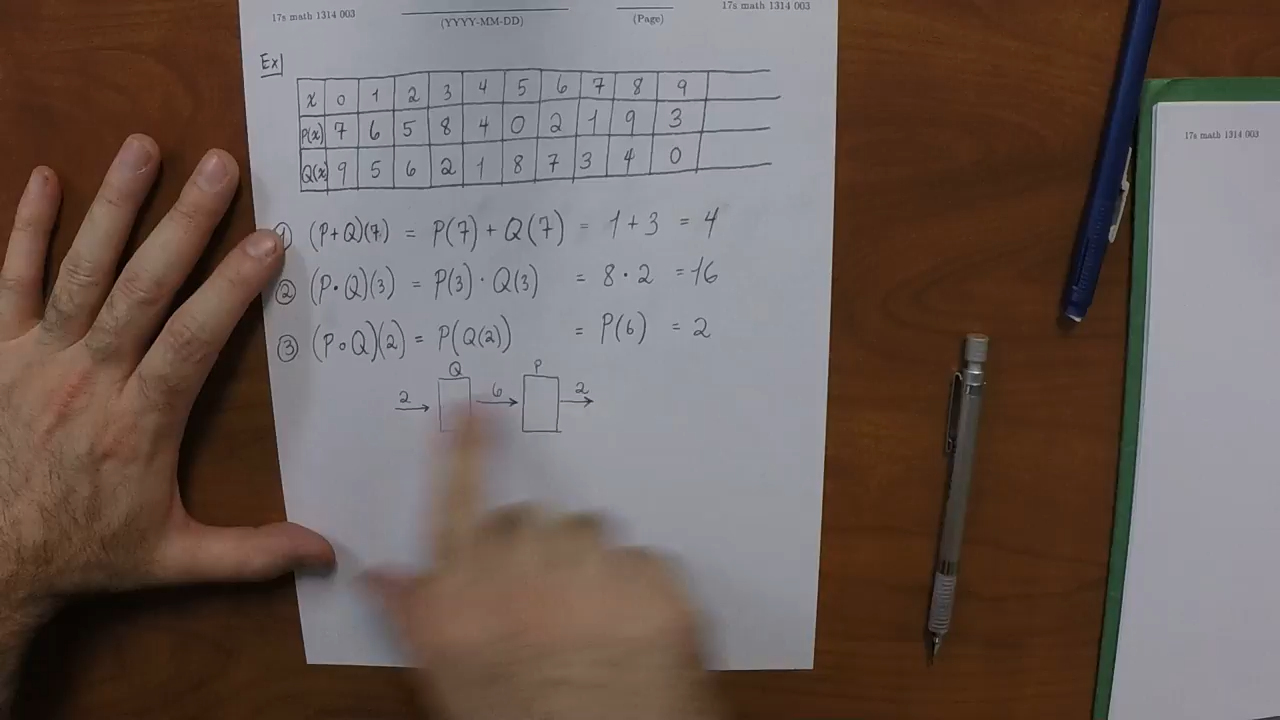 17s math 1314 003 (YYYY-MM-DD) (Page) 17s math 1314 003
Ex|
x 0 1 2 3 4 5 6 7 8 9
P(x) 7 6 5 8 4 0 2 1 9 3
Q(x) 9 5 6 2 1 8 7 3 4 0
① (P+Q)(7) = P(7) + Q(7) = 1 + 3 = 4
② (P•Q)(3) = P(3) · Q(3) = 8 · 2 = 16
③ (P∘Q)(2) = P(Q(2)) = P(6) = 2
Q P
2 6 2
17s math 1314 003